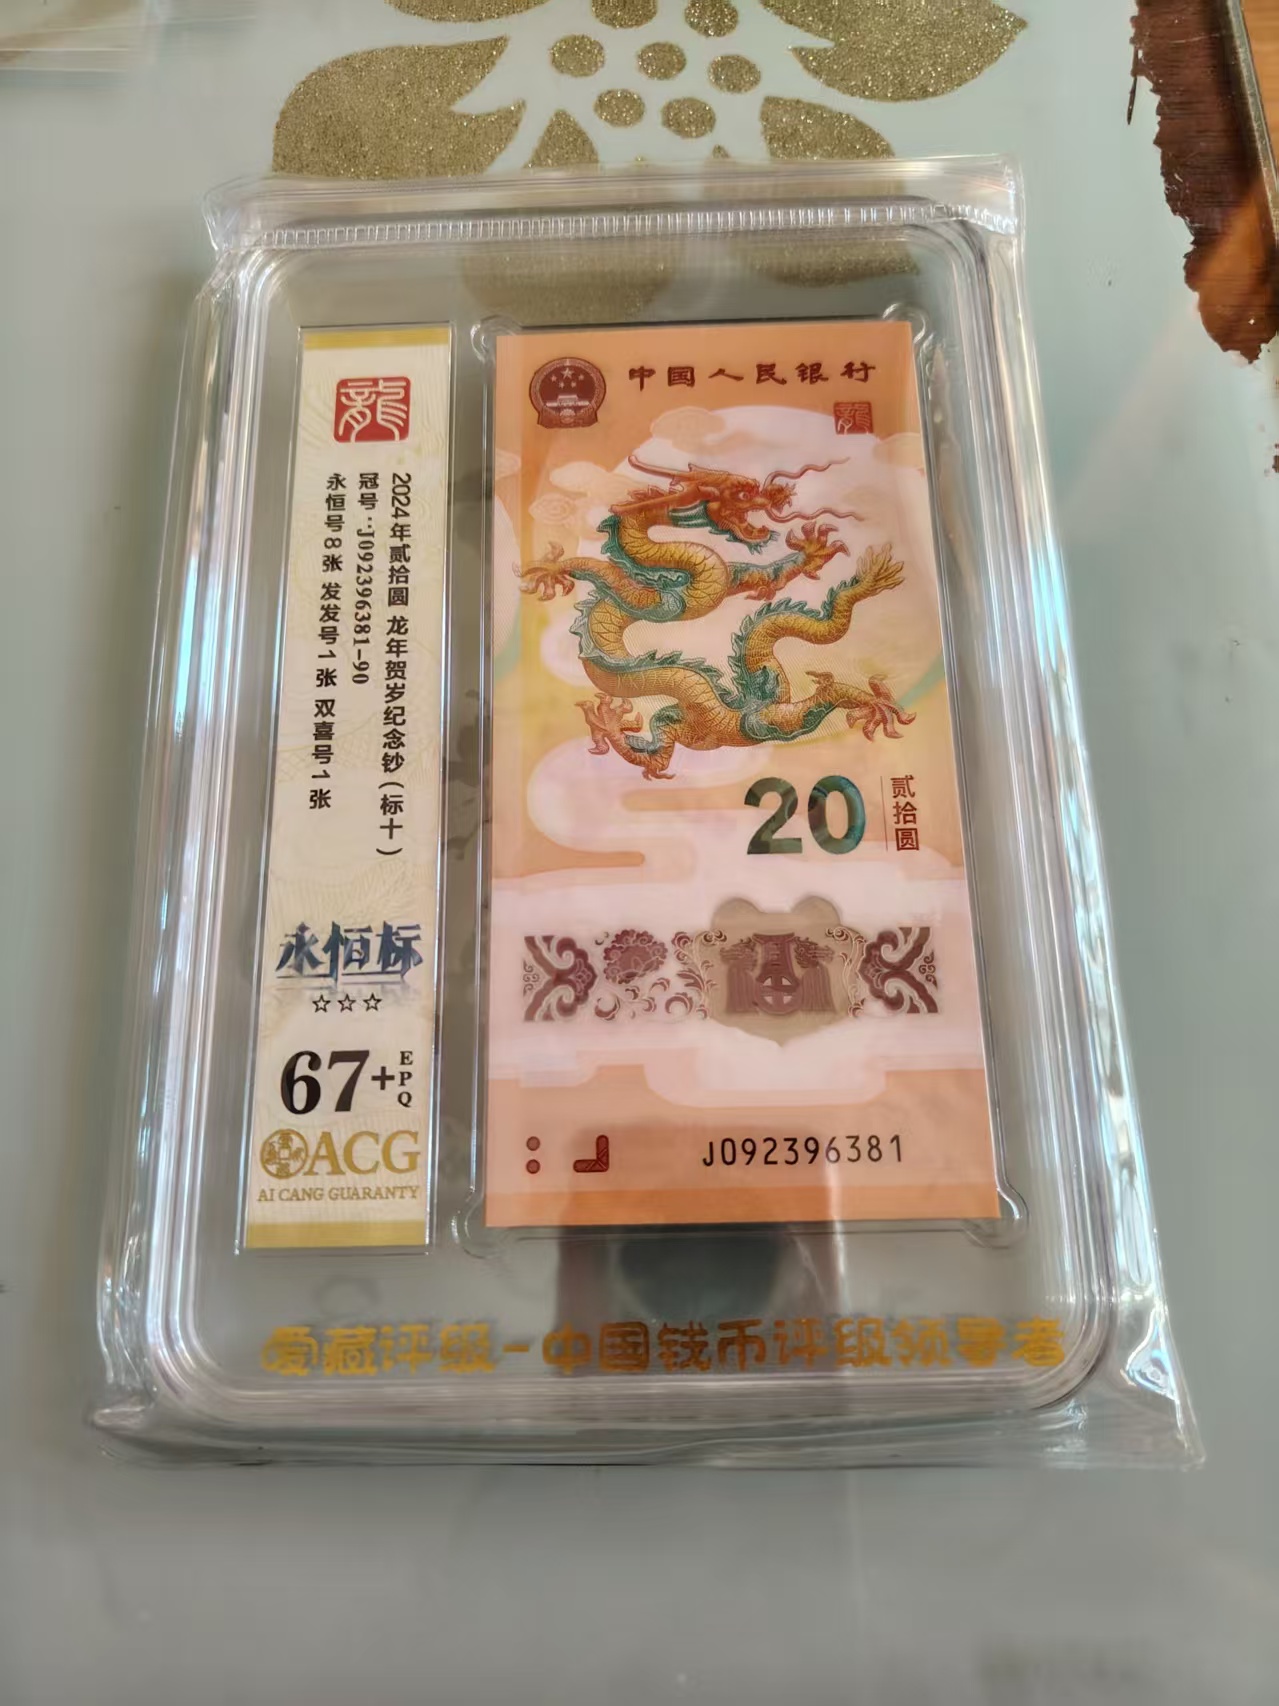 龍
2024年贰拾圆 龙年贺岁纪念钞(标十)
冠号:J092396381-90
永恒号8张 发发号1张 双喜号1张
永恒标
☆☆☆
67+
EPQ
ACG
AI CANG GUARANTY
中国人民银行
龍
20
贰拾圆
J092396381
爱藏评级-中国钱币评级领导者